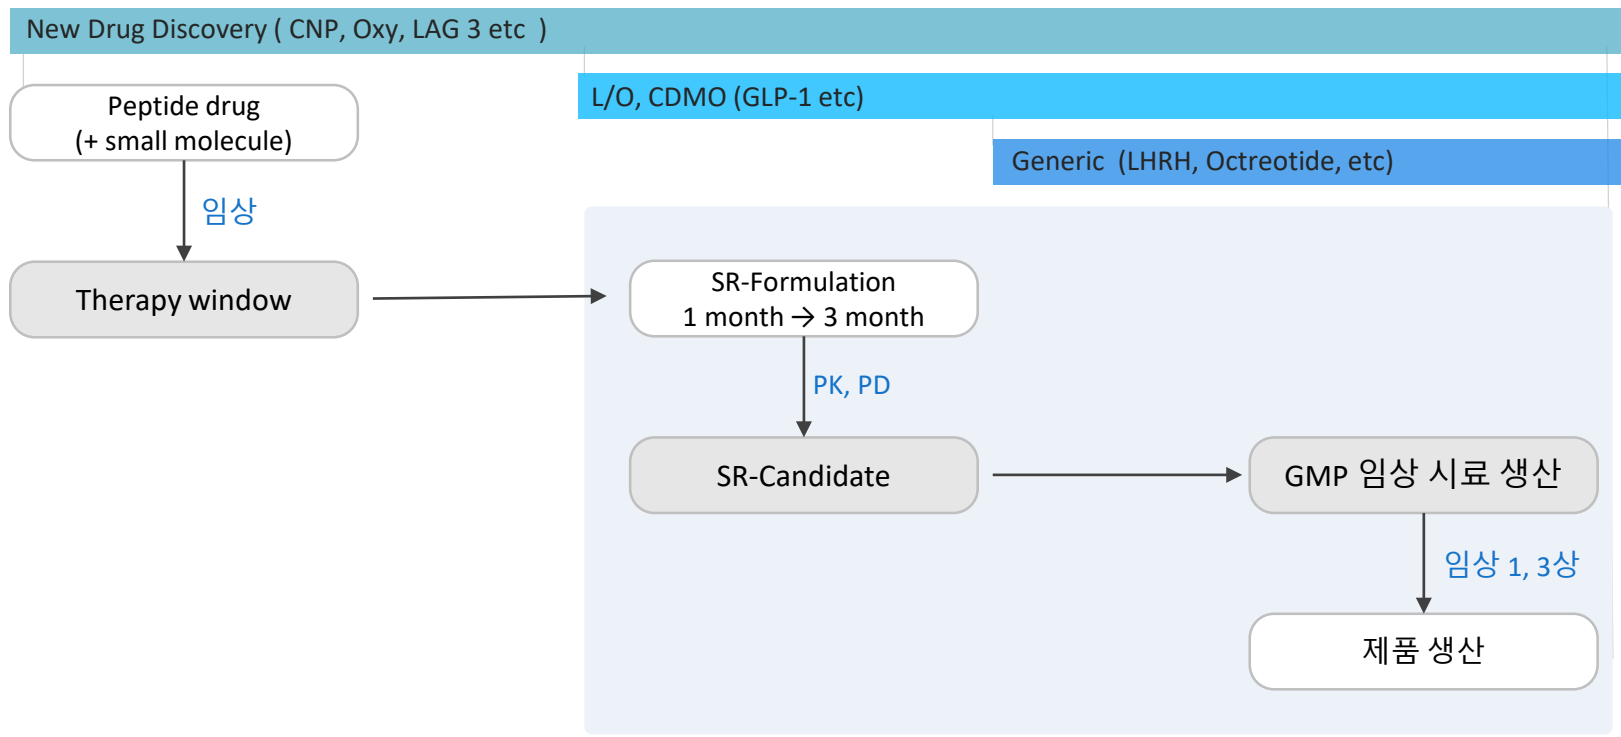 New Drug Discovery ( CNP, Oxy, LAG 3 etc )
L/O, CDMO (GLP-1 etc)
Generic (LHRH, Octreotide, etc)
Peptide drug
(+ small molecule)
임상
Therapy window
SR-Formulation
1 month → 3 month
PK, PD
SR-Candidate
GMP 임상 시료 생산
임상 1, 3상
제품 생산